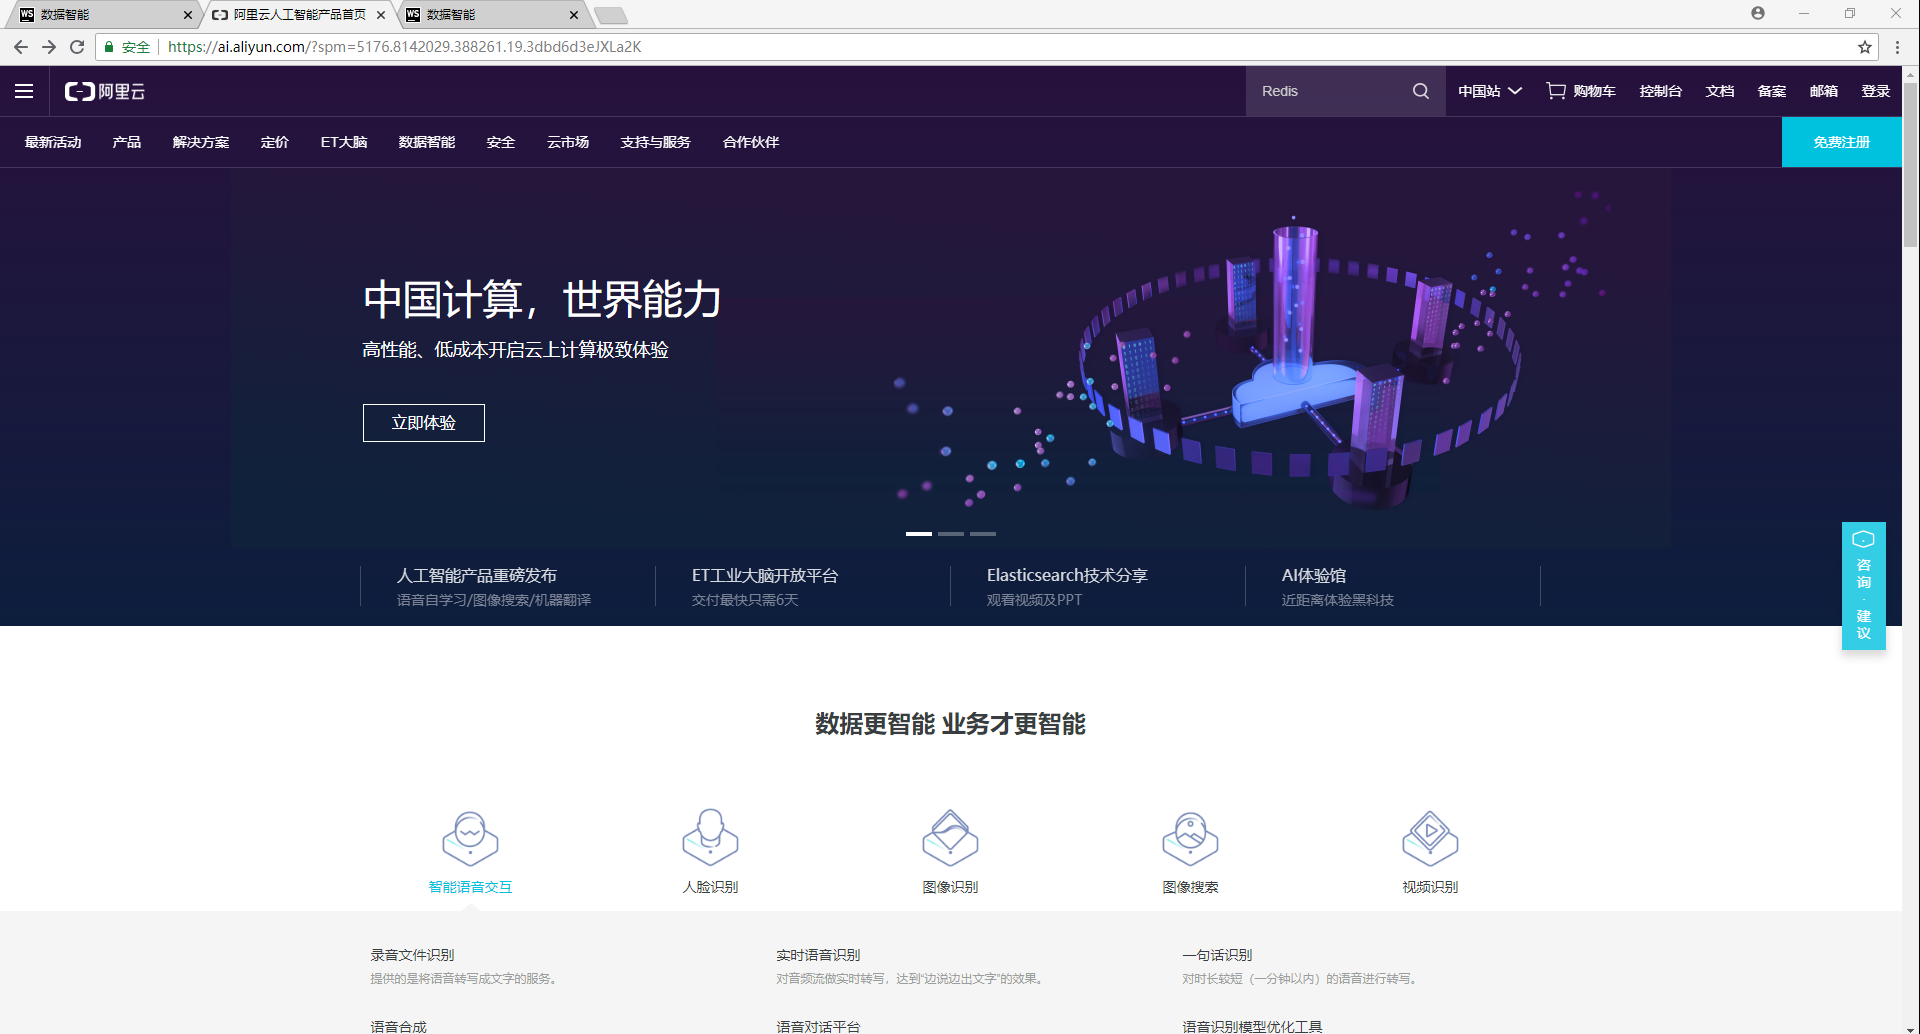 WS 数据智能
阿里云人工智能产品首页
WS 数据智能
安全 https://ai.aliyun.com/?spm=5176.8142029.388261.19.3dbd6d3eJXLa2K
阿里云
Redis
中国站 购物车 控制台 文档 备案 邮箱 登录
最新活动 产品 解决方案 定价 ET大脑 数据智能 安全 云市场 支持与服务 合作伙伴
免费注册
中国计算，世界能力
高性能、低成本开启云上计算极致体验
立即体验
人工智能产品重磅发布
语音自学习/图像搜索/机器翻译
ET工业大脑开放平台
交付最快只需6天
Elasticsearch技术分享
观看视频及PPT
AI体验馆
近距离体验黑科技
咨
询
·
建
议
数据更智能 业务才更智能
智能语音交互
人脸识别
图像识别
图像搜索
视频识别
录音文件识别
提供的是将语音转写成文字的服务。
实时语音识别
对音频流做实时转写，达到“边说边出文字”的效果。
一句话识别
对时长较短（一分钟以内）的语音进行转写。
语音合成
语音对话平台
语音识别模型优化工具